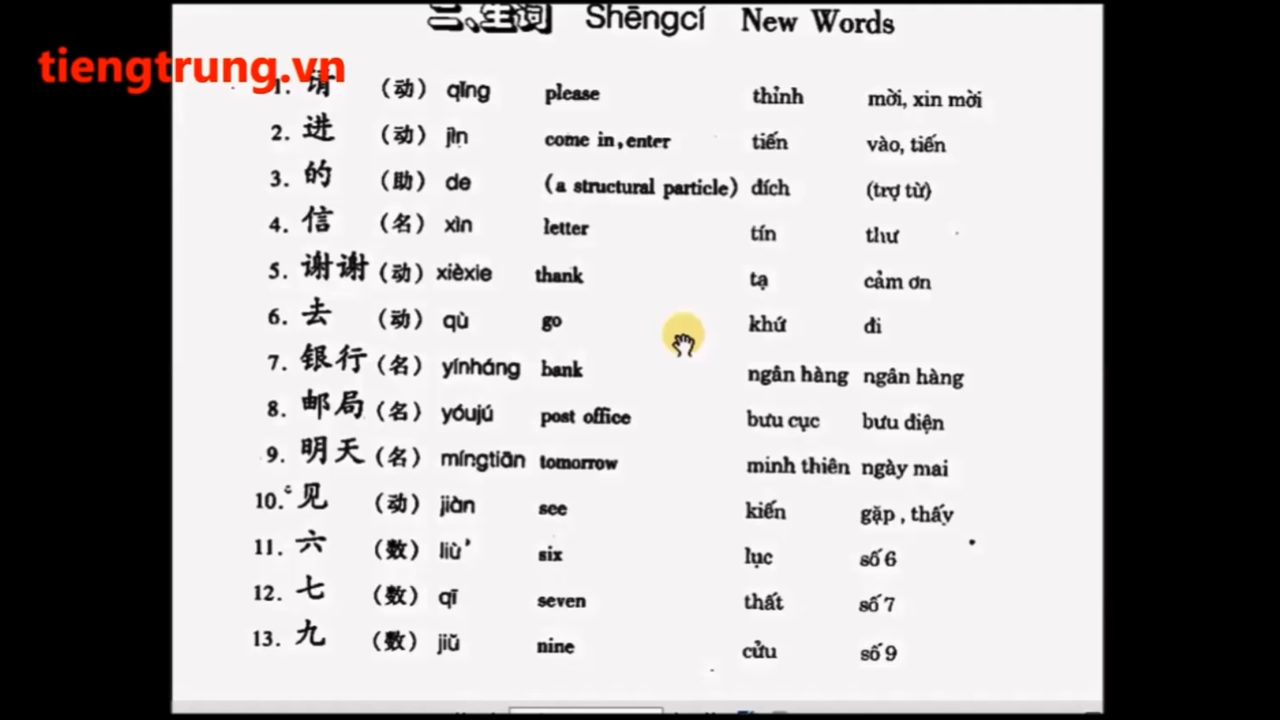 二、生词 Shēngcí New Words
tiengtrung.vn
1. 请 (动) qǐng please thỉnh mời, xin mời
2. 进 (动) jìn come in, enter tiến vào, tiến
3. 的 (助) de (a structural particle) đích (trợ từ)
4. 信 (名) xìn letter tín thư
5. 谢谢 (动) xièxie thank tạ cảm ơn
6. 去 (动) qù go khứ đi
7. 银行 (名) yínháng bank ngân hàng ngân hàng
8. 邮局 (名) yóujú post office bưu cục bưu điện
9. 明天 (名) míngtiān tomorrow minh thiên ngày mai
10. 见 (动) jiàn see kiến gặp , thấy
11. 六 (数) liù six lục số 6
12. 七 (数) qī seven thất số 7
13. 九 (数) jiǔ nine cửu số 9